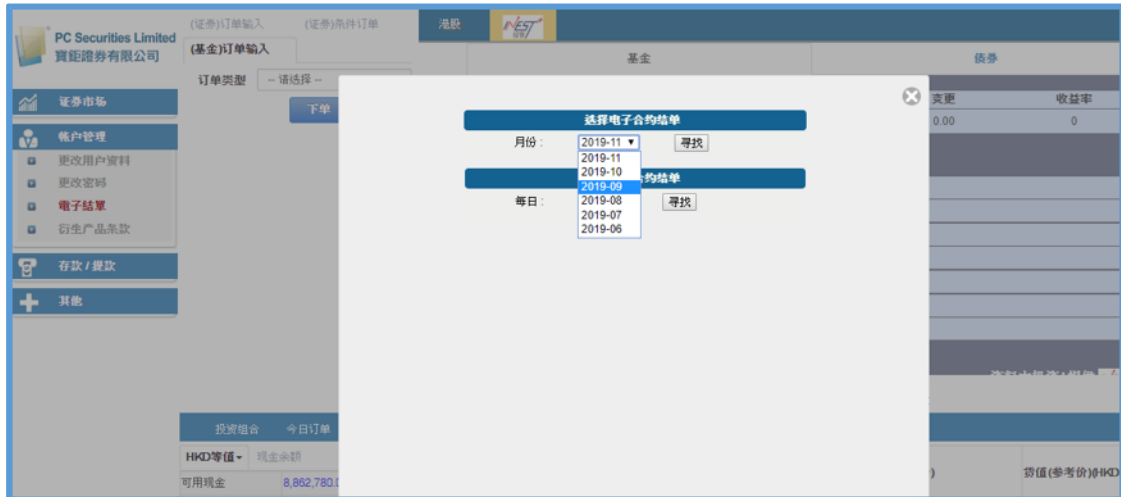 PC Securities Limited
寶鉅證券有限公司
(证券)订单输入
(证券)条件订单
港股
INVEST
(基金)订单输入
基金
债券
订单类型
-- 请选择 --
下单
变更
收益率
0.00
0
证券市场
帐户管理
更改用户资料
更改密码
電子结單
衍生产品条款
存款 / 提款
其他
选择电子合约结单
月份 :
2019-11
寻找
2019-11
2019-10
2019-09
2019-08
2019-07
2019-06
合约结单
每日 :
寻找
投资组合
今日订单
HKD等值
现金余额
可用现金
8,862,780.0
货值(参考价)(HKD